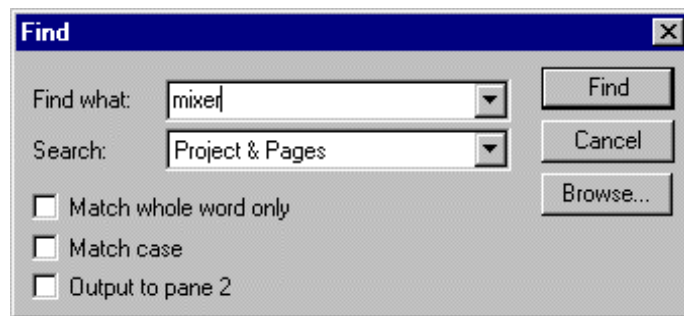 Find
Find what: mixer Find
Search: Project & Pages Cancel
Browse...
Match whole word only
Match case
Output to pane 2